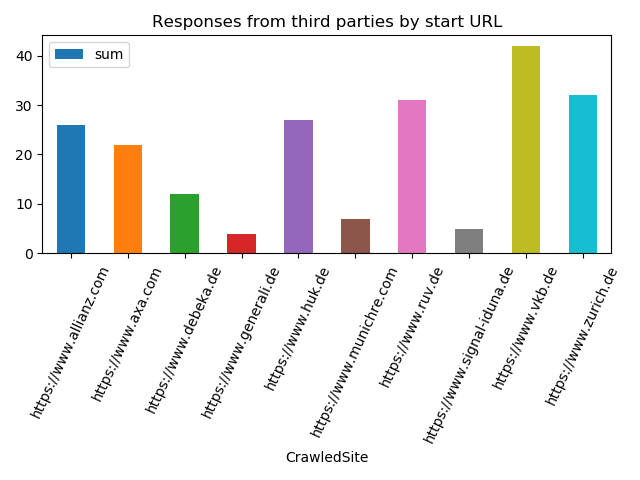 Responses from third parties by start URL
sum
40
30
20
10
0
https://www.allianz.com
https://www.axa.com
https://www.debeka.de
https://www.generali.de
https://www.huk.de
https://www.munichre.com
https://www.ruv.de
https://www.signal-iduna.de
https://www.vkb.de
https://www.zurich.de
CrawledSite